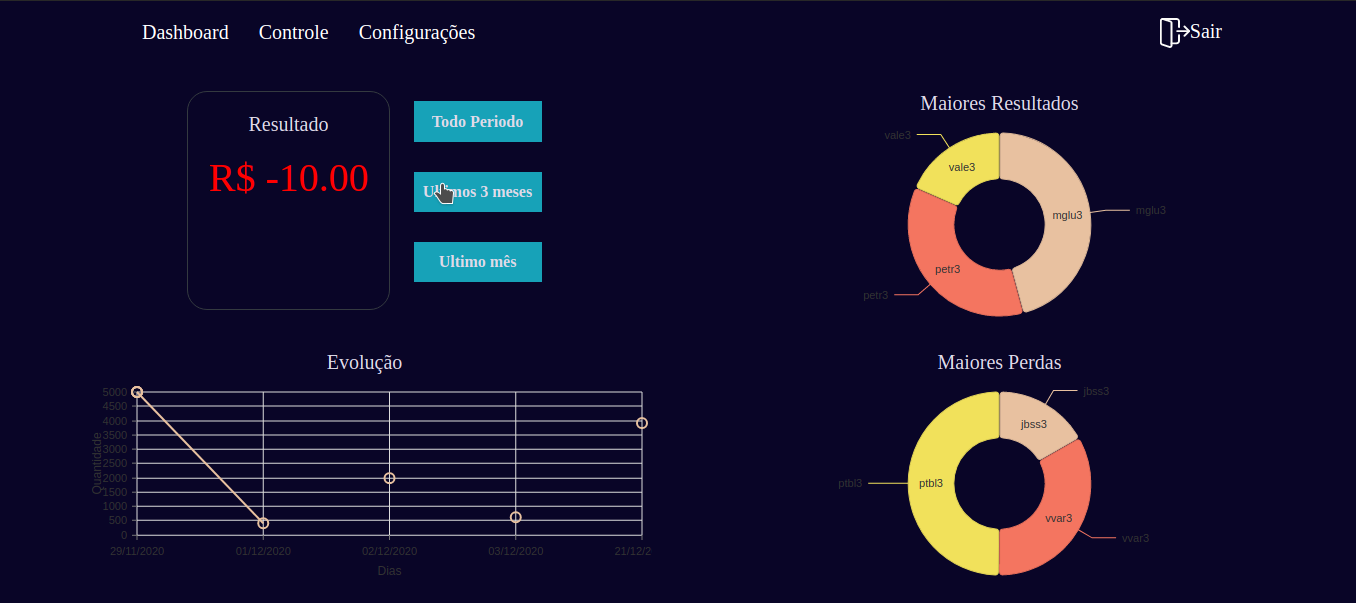 Dashboard Controle Configurações Sair
Resultado
R$ -10.00
Todo Periodo
Ultimos 3 meses
Ultimo mês
Maiores Resultados
vale3
vale3
mglu3
mglu3
petr3
petr3
Evolução
5000
4500
4000
3500
3000
2500
2000
1500
1000
500
0
Quantidade
29/11/2020 01/12/2020 02/12/2020 03/12/2020 21/12/2
Dias
Maiores Perdas
jbss3
jbss3
ptbl3
ptbl3
vvar3
vvar3